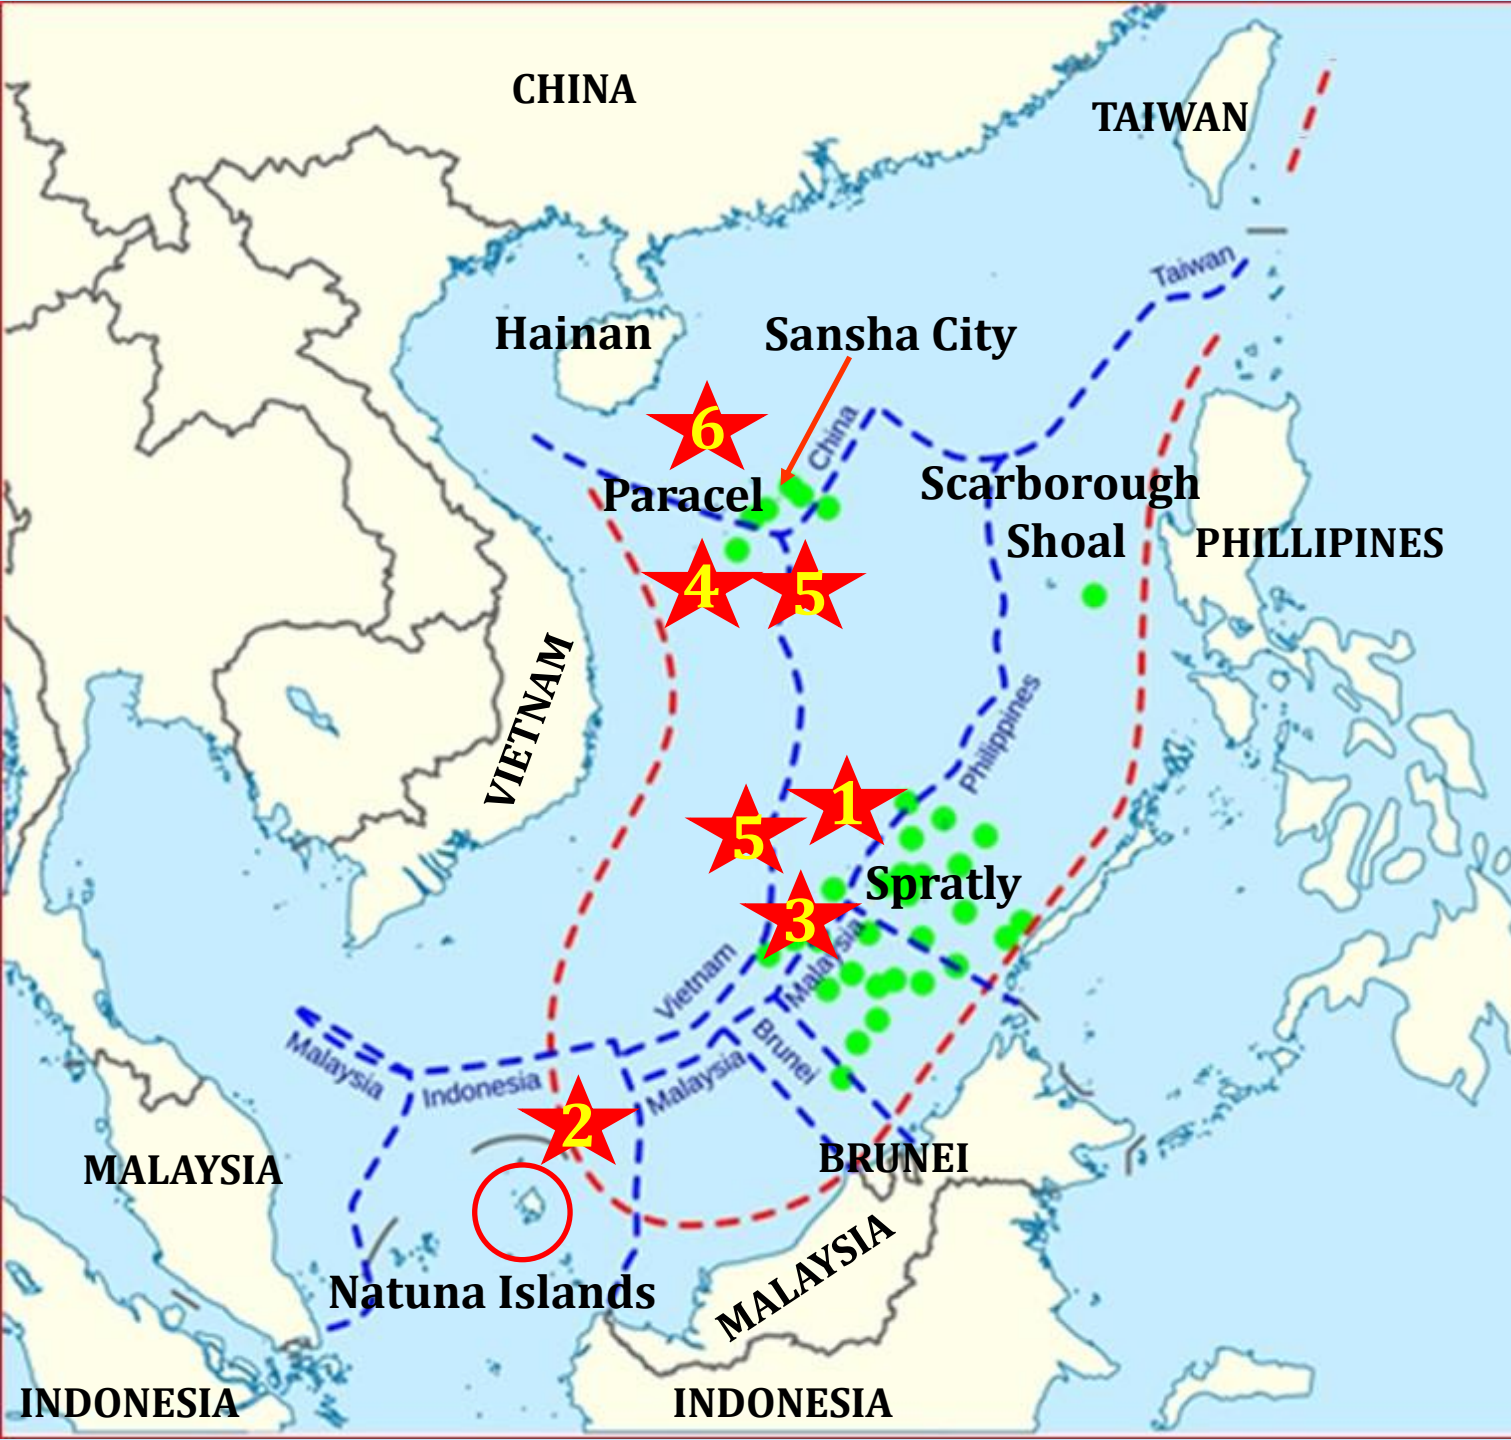 CHINA
TAIWAN
Taiwan
Hainan
Sansha City
6
China
Paracel
Scarborough
Shoal
PHILLIPINES
4
5
VIETNAM
Philippines
1
5
Spratly
3
Malaysia
Vietnam
Malaysia
Indonesia
Malaysia
Brunei
2
MALAYSIA
BRUNEI
MALAYSIA
Natuna Islands
INDONESIA
INDONESIA